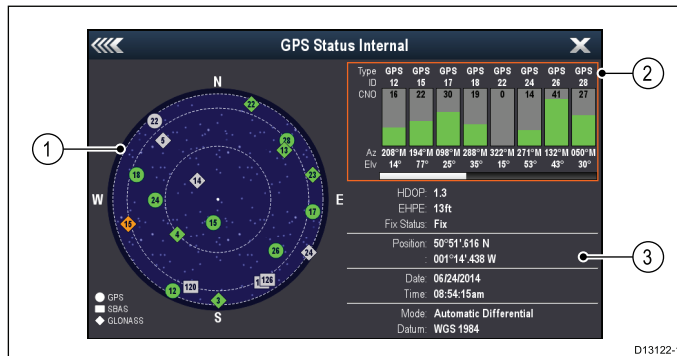 GPS Status Internal
Type GPS GPS GPS GPS GPS GPS GPS GPS
ID 12 15 17 18 22 24 26 28
CNO 16 22 30 19 0 14 41 27
Az 208°M 194°M 098°M 288°M 322°M 271°M 132°M 050°M
Elv 14° 77° 25° 35° 15° 53° 43° 30°
N
22
22
5
28
13
18
14
23
W
E
24
17
15
15
4
26
24
12
120
126
3
S
GPS
SBAS
GLONASS
HDOP: 1.3
EHPE: 13ft
Fix Status: Fix
Position: 50°51'.616 N
: 001°14'.438 W
Date: 06/24/2014
Time: 08:54:15am
Mode: Automatic Differential
Datum: WGS 1984
1
2
3